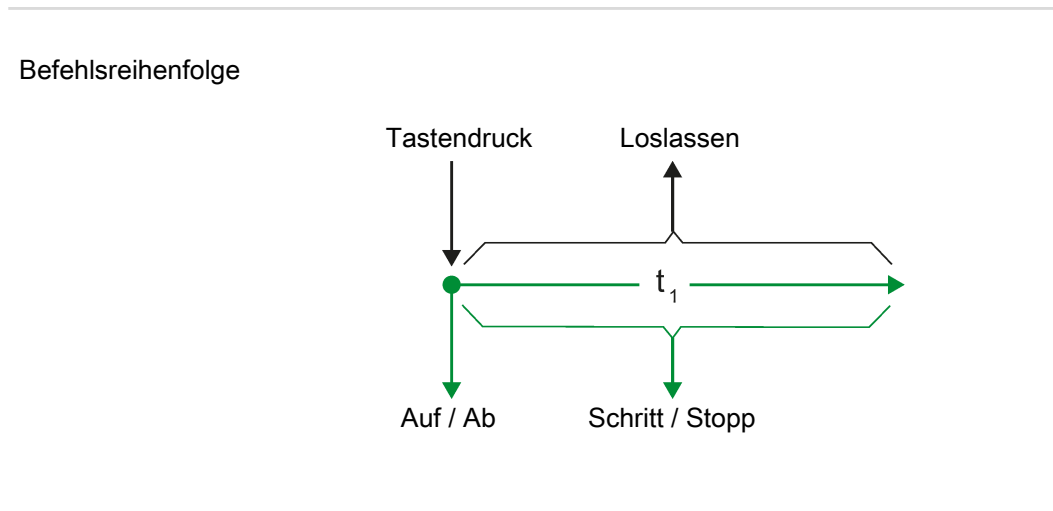 Befehlsreihenfolge
Tastendruck Loslassen
t1
Auf / Ab Schritt / Stopp